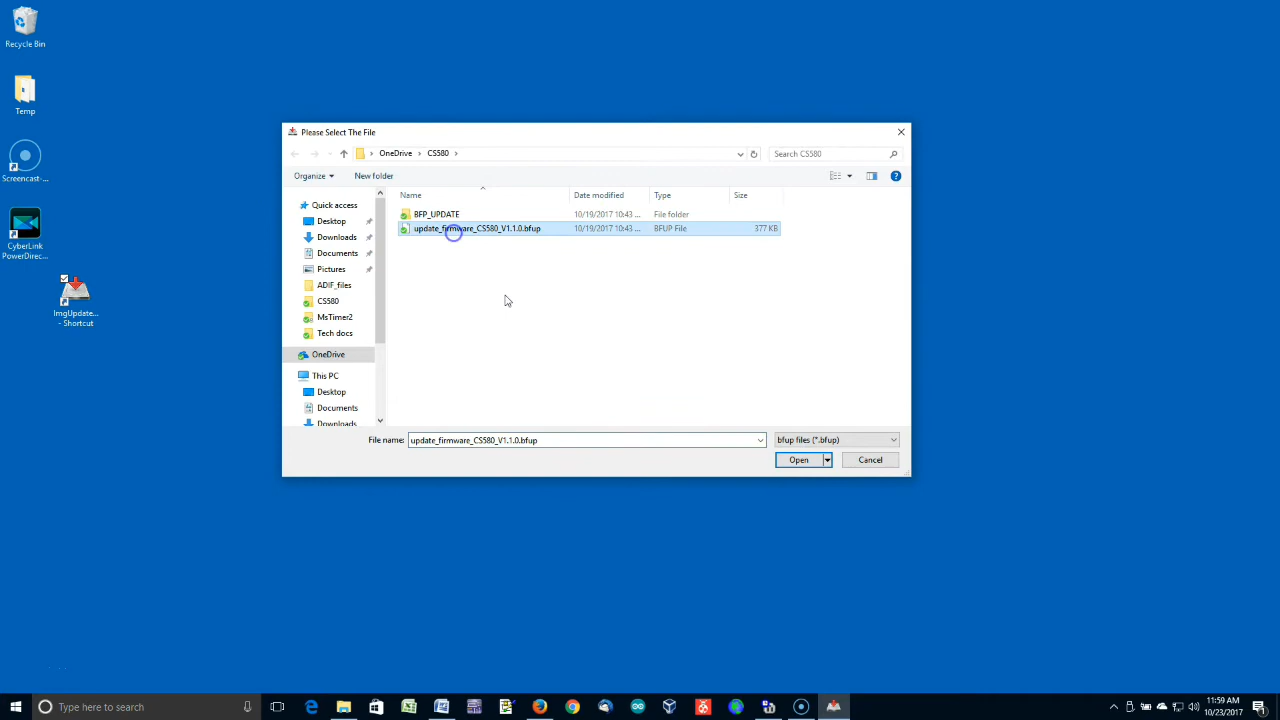 Recycle Bin
Temp
Screencast-...
CyberLink
PowerDirec...
ImgUpdate...
- Shortcut
Please Select The File
OneDrive
CS580
Search CS580
Organize
New folder
Name
Date modified
Type
Size
BFP_UPDATE
10/19/2017 10:43 ...
File folder
update_firmware_CS580_V1.1.0.bfup
10/19/2017 10:43 ...
BFUP File
377 KB
Quick access
Desktop
Downloads
Documents
Pictures
ADIF_files
CS580
MsTimer2
Tech docs
OneDrive
This PC
Desktop
Documents
Downloads
File name:
update_firmware_CS580_V1.1.0.bfup
bfup files (*.bfup)
Open
Cancel
Type here to search
11:59 AM
10/23/2017